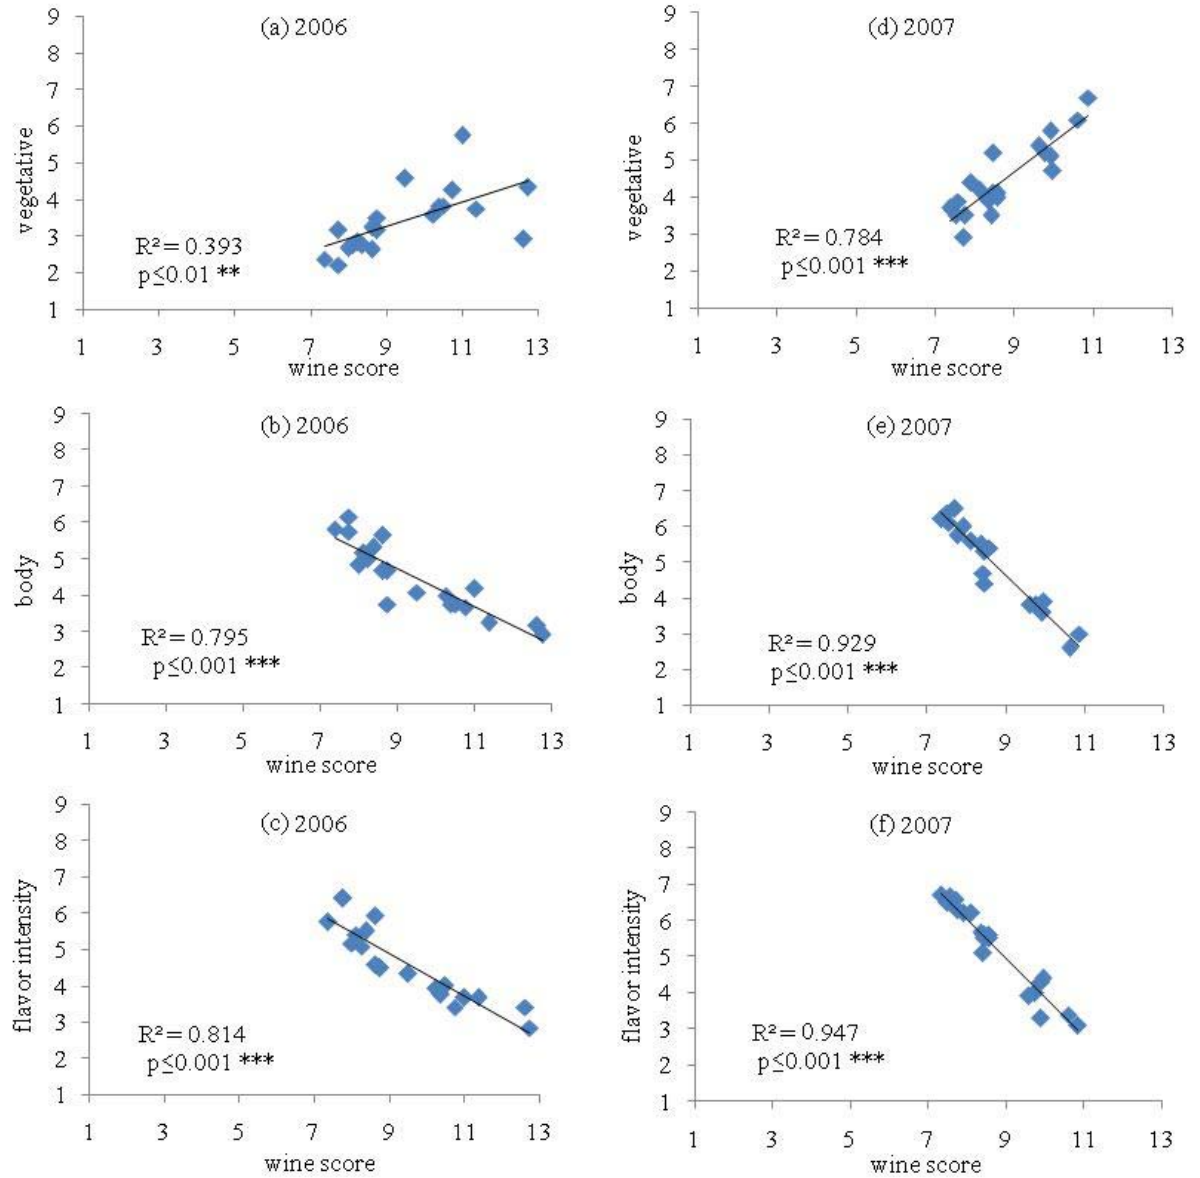 (a) 2006
9
8
7
6
5
4
3
2
1
vegetative
R² = 0.393
p≤0.01 **
1 3 5 7 9 11 13
wine score
(d) 2007
9
8
7
6
5
4
3
2
1
vegetative
R² = 0.784
p≤0.001 ***
1 3 5 7 9 11 13
wine score
(b) 2006
9
8
7
6
5
4
3
2
1
body
R² = 0.795
p≤0.001 ***
1 3 5 7 9 11 13
wine score
(e) 2007
9
8
7
6
5
4
3
2
1
body
R² = 0.929
p≤0.001 ***
1 3 5 7 9 11 13
wine score
(c) 2006
9
8
7
6
5
4
3
2
1
flavor intensity
R² = 0.814
p≤0.001 ***
1 3 5 7 9 11 13
wine score
(f) 2007
9
8
7
6
5
4
3
2
1
flavor intensity
R² = 0.947
p≤0.001 ***
1 3 5 7 9 11 13
wine score